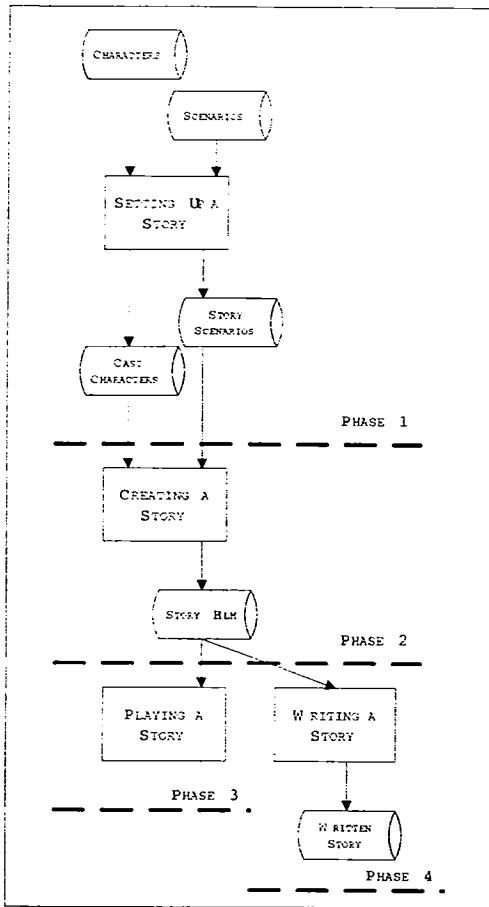 CHARACTERS
SCENARIOS
SETTING UP A
STORY
STORY
SCENARIOS
CAST
CHARACTERS
PHASE 1
CREATING A
STORY
STORY FILM
PHASE 2
PLAYING A
STORY
WRITING A
STORY
PHASE 3
WRITTEN
STORY
PHASE 4